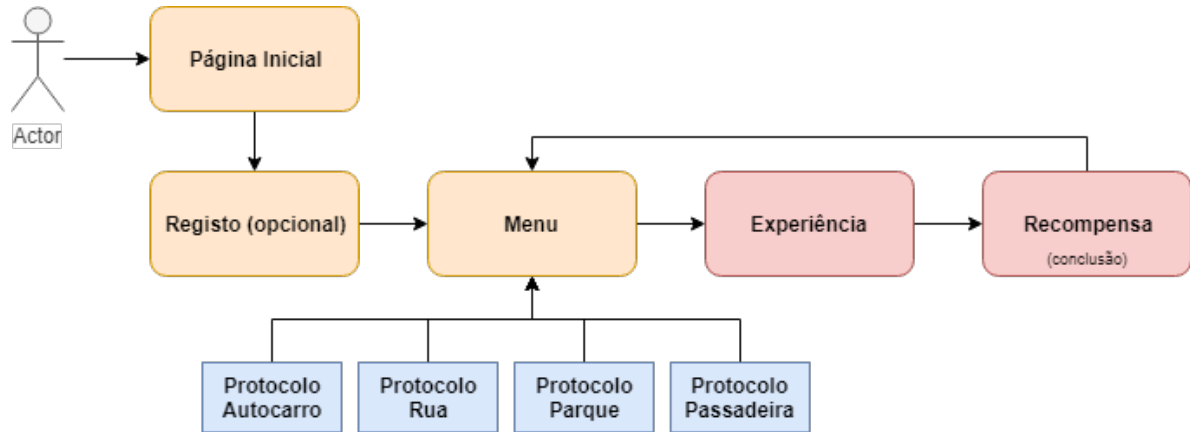 Página Inicial
Actor
Registo (opcional)
Menu
Experiência
Recompensa
(conclusão)
Protocolo
Autocarro
Protocolo
Rua
Protocolo
Parque
Protocolo
Passadeira